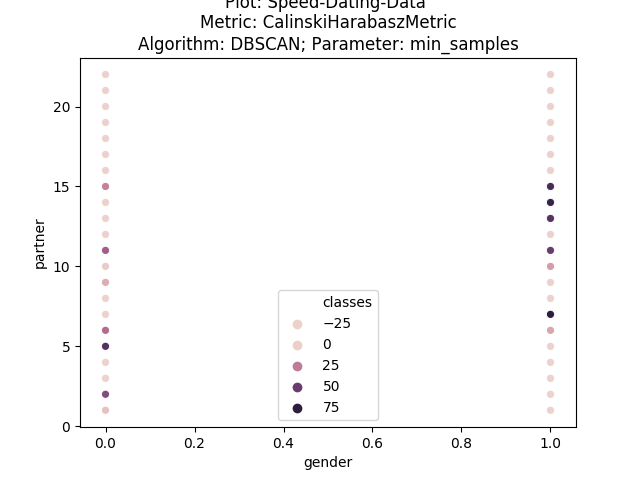 Plot: Speed-Dating-Data
Metric: CalinskiHarabaszMetric
Algorithm: DBSCAN; Parameter: min_samples
20
15
10
5
0
partner
classes
−25
0
25
50
75
0.0 0.2 0.4 0.6 0.8 1.0
gender